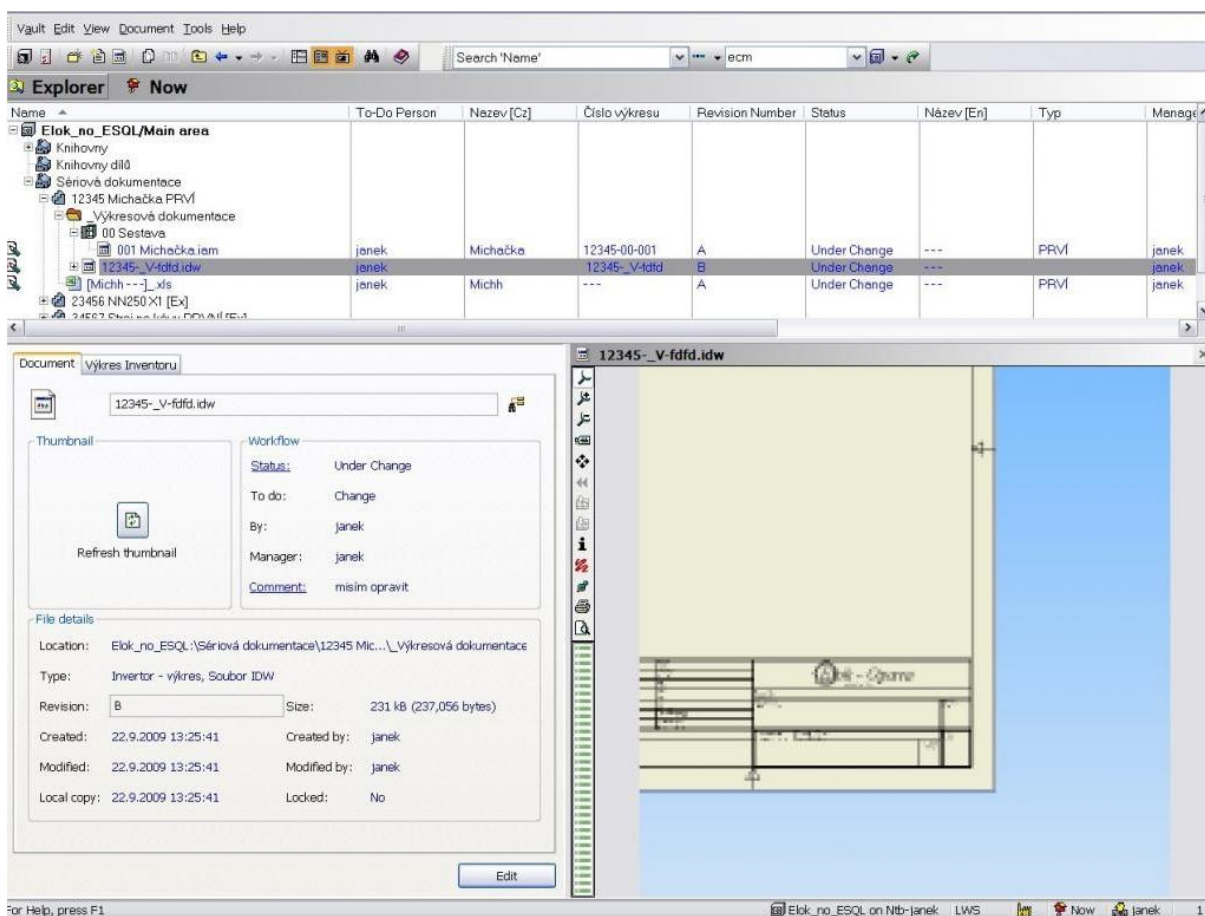 Vault Edit View Document Tools Help
Search 'Name' ecm
Explorer Now
Name To-Do Person Nazev [Cz] Číslo výkresu Revision Number Status Název [En] Typ Manage
Elok_no_ESQL/Main area
Knihovny
Knihovny dílů
Sériová dokumentace
12345 Michačka PRVÍ
_Výkresová dokumentace
00 Sestava
001 Michačka.iam janek Michačka 12345-00-001 A Under Change --- PRVÍ janek
12345-_V-fdfd.idw janek 12345-_V-fdfd B Under Change --- janek
[Michh ---]_.xls janek Michh --- A Under Change --- PRVÍ janek
23456 NN250 X1 [Ex]
Document Výkres Inventoru
12345-_V-fdfd.idw
12345-_V-fdfd.idw
Thumbnail
Refresh thumbnail
Workflow
Status: Under Change
To do: Change
By: janek
Manager: janek
Comment: misím opravit
File details
Location: Elok_no_ESQL:\Sériová dokumentace\12345 Mic...\_Výkresová dokumentace
Type: Invertor - výkres, Soubor IDW
Revision: B Size: 231 kB (237,056 bytes)
Created: 22.9.2009 13:25:41 Created by: janek
Modified: 22.9.2009 13:25:41 Modified by: janek
Local copy: 22.9.2009 13:25:41 Locked: No
Edit
For Help, press F1 Elok_no_ESQL on Ntb-janek LWS Now janek 1